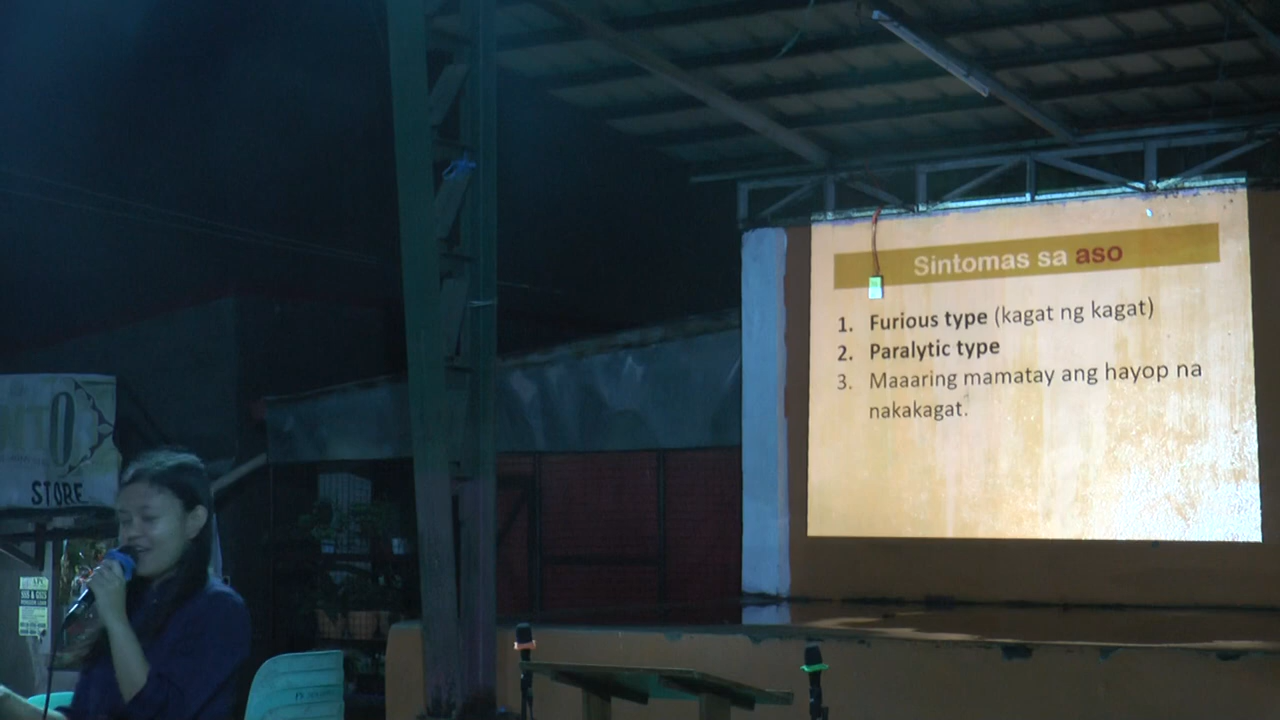 Sintomas sa aso
1. Furious type (kagat ng kagat)
2. Paralytic type
3. Maaaring mamatay ang hayop na
nakakagat.
STORE